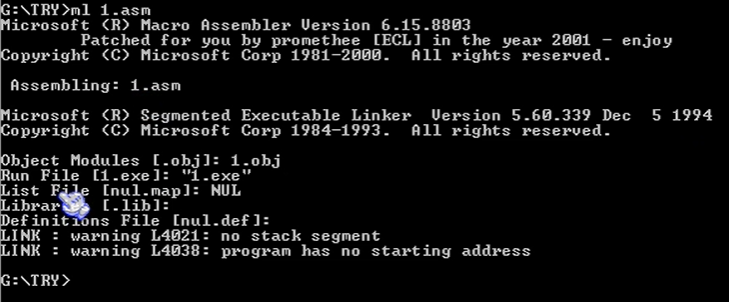 G:\TRY>ml 1.asm
Microsoft (R) Macro Assembler Version 6.15.8803
Patched for you by promethee [ECL] in the year 2001 - enjoy
Copyright (C) Microsoft Corp 1981-2000.  All rights reserved.
Assembling: 1.asm
Microsoft (R) Segmented Executable Linker  Version 5.60.339 Dec  5 1994
Copyright (C) Microsoft Corp 1984-1993.  All rights reserved.
Object Modules [.obj]: 1.obj
Run File [1.exe]: "1.exe"
List File [nul.map]: NUL
[.lib]:
Definitions File [nul.def]:
LINK : warning L4021: no stack segment
LINK : warning L4038: program has no starting address
G:\TRY>